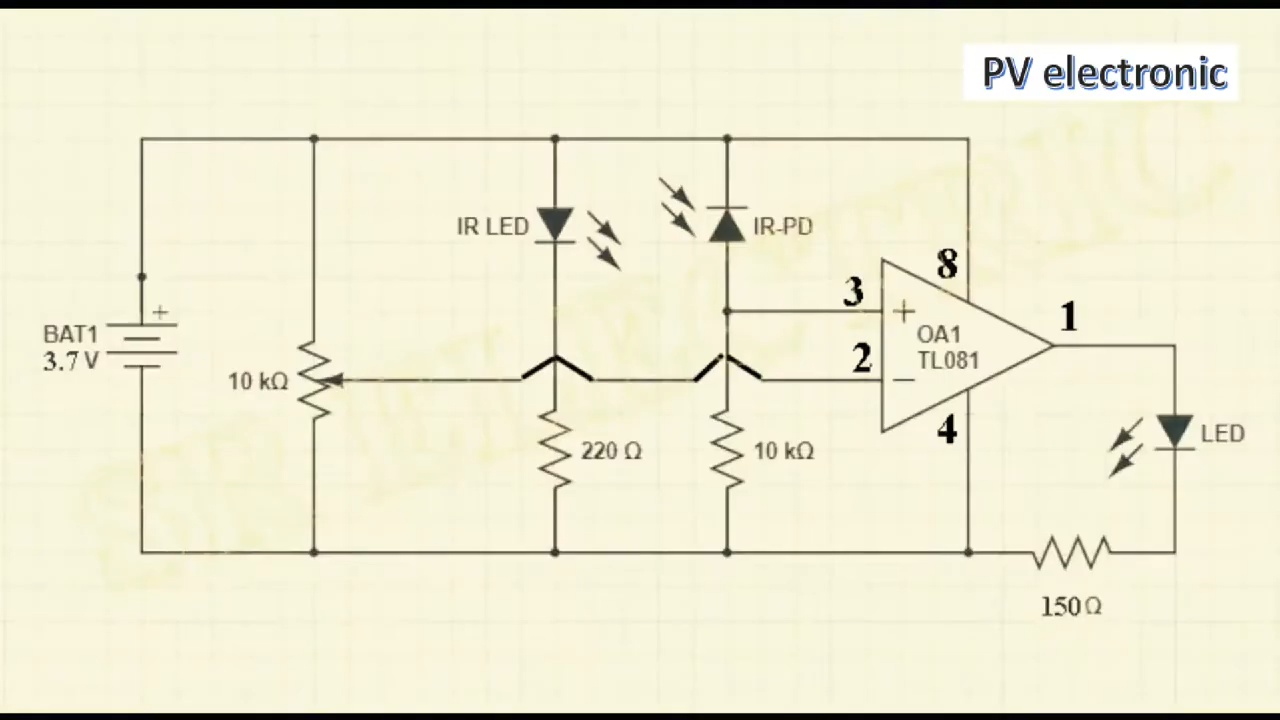 PV electronic
IR LED
IR-PD
8
3
1
+
+
BAT1
3.7 V
OA1
TL081
2
10 kΩ
−
4
LED
220 Ω
10 kΩ
150 Ω